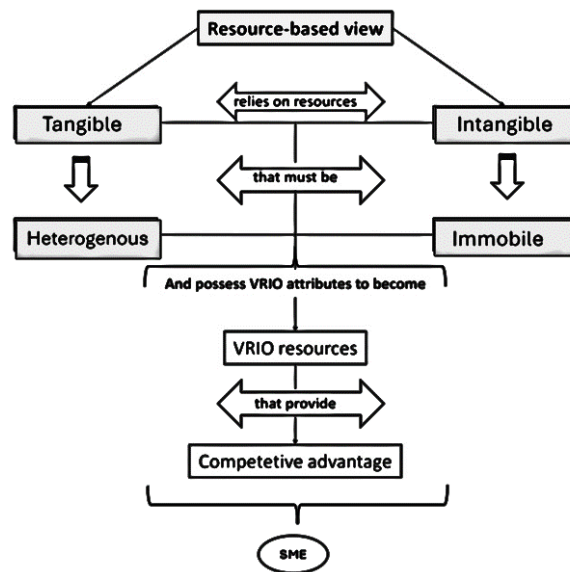 Resource-based view
relies on resources
Tangible
Intangible
that must be
Heterogenous
Immobile
And possess VRIO attributes to become
VRIO resources
that provide
Competetive advantage
SME